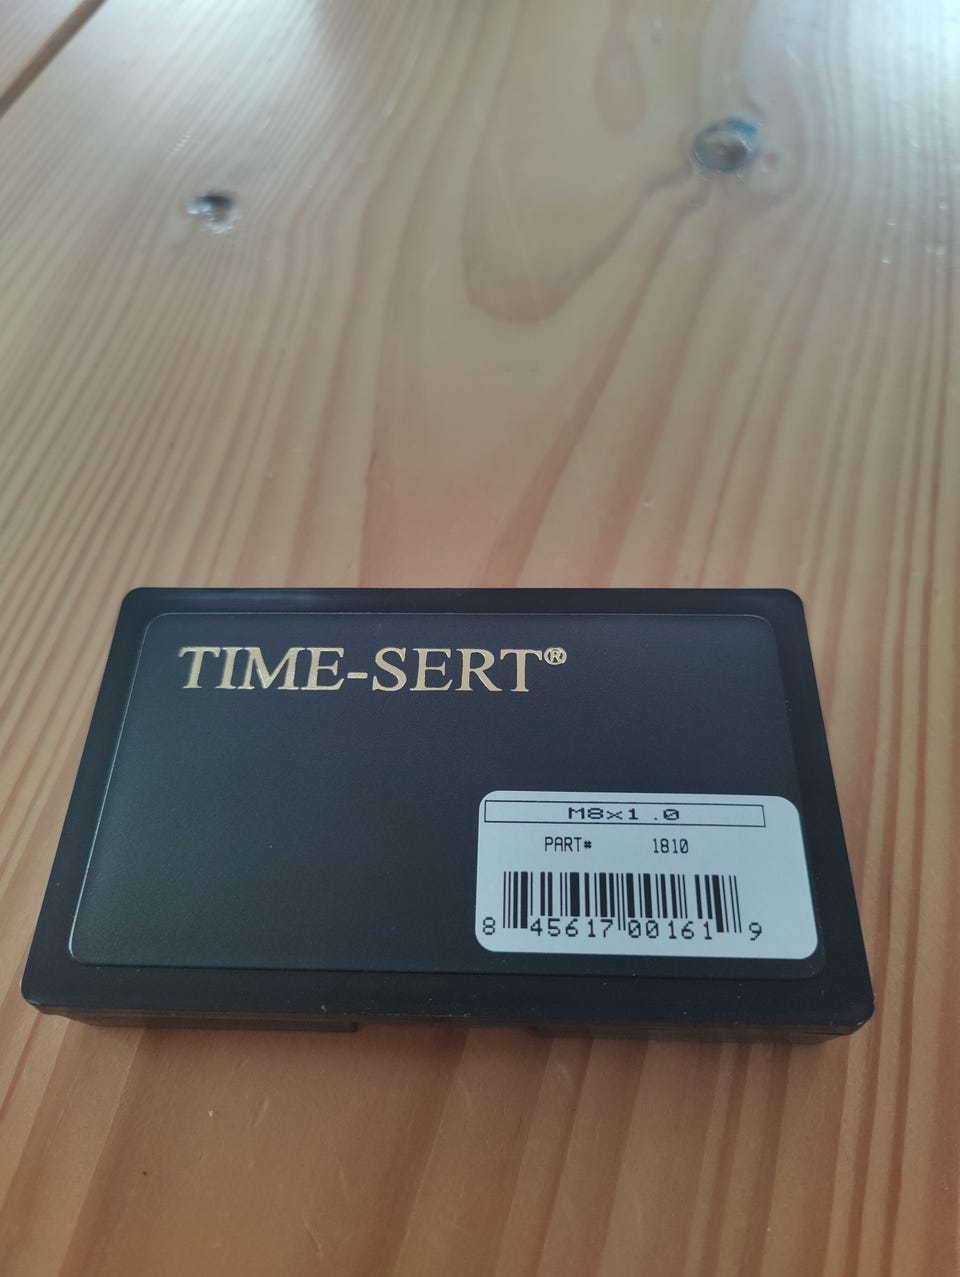 TIME-SERT®
M8x1.0
PART# 1810
8 45617 00161 9